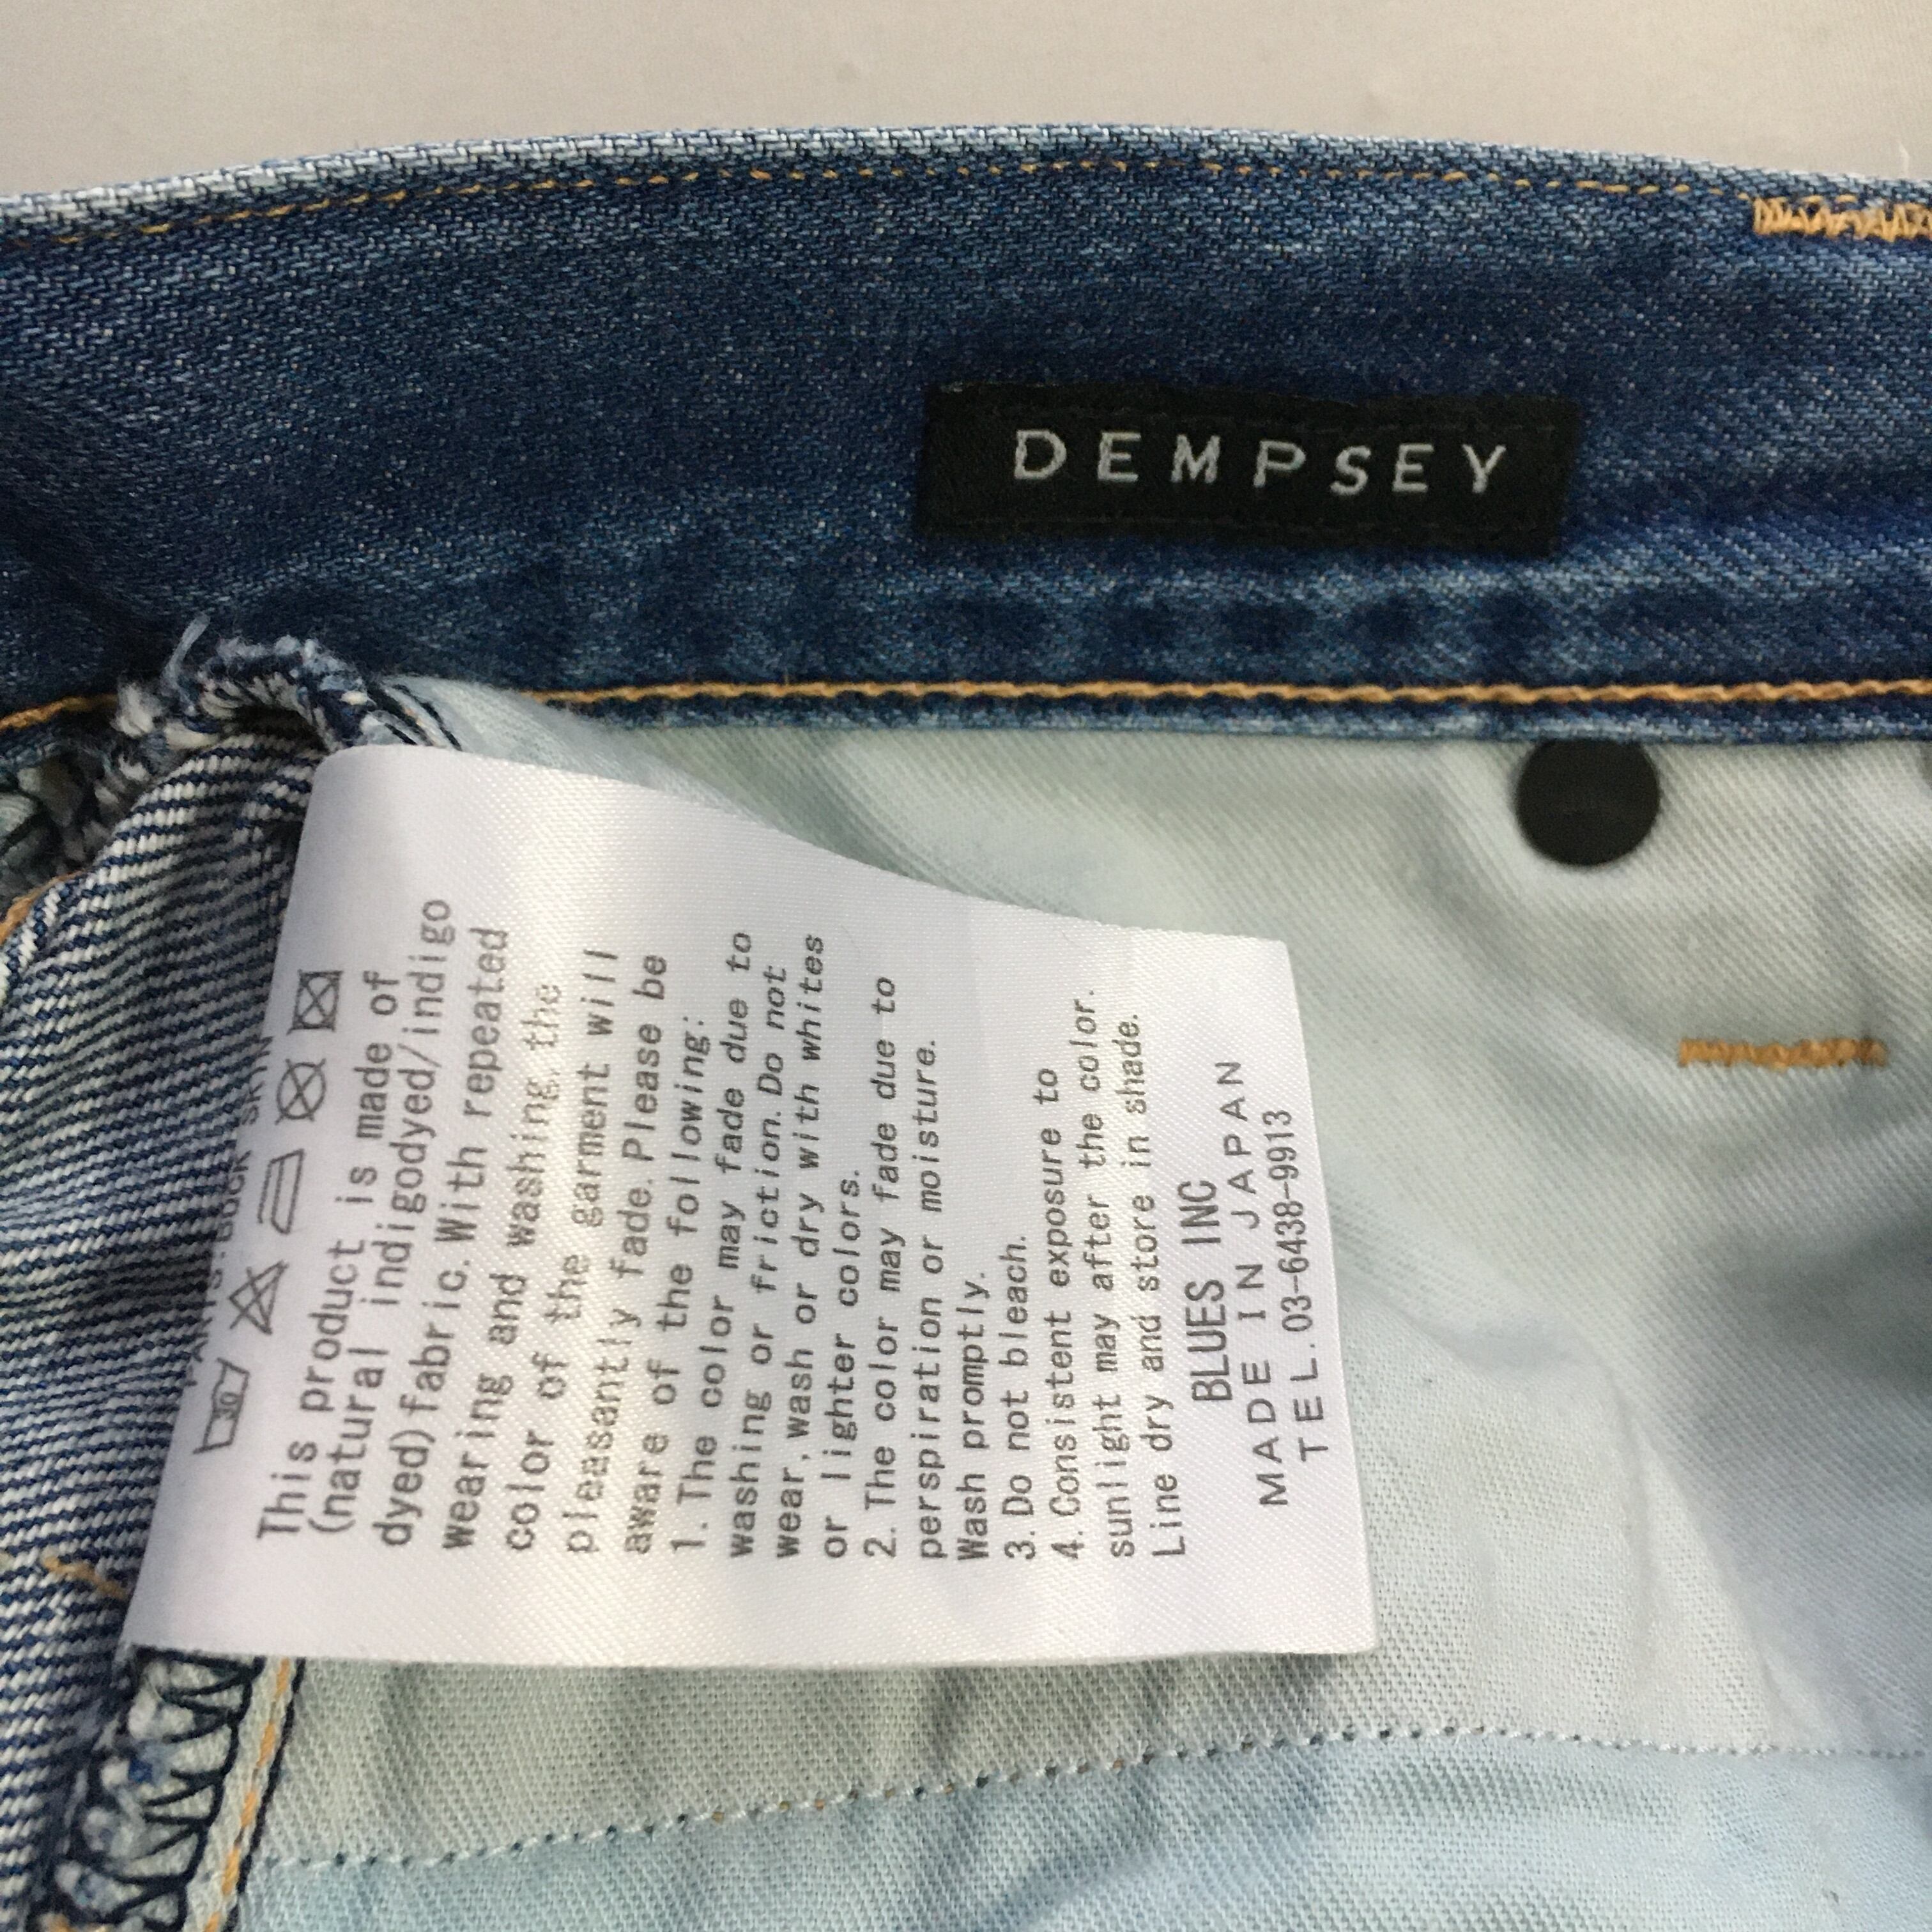 DEMPSEY
PARTS:BUCK SKIN
30
This product is made of
(natural indigodyed/indigo
dyed)fabric.With repeated
wearing and washing,the
color of the garment will
pleasantly fade.Please be
aware of the following:
1.The color may fade due to
washing or friction.Do not
wear,wash or dry with whites
or lighter colors.
2.The color may fade due to
perspiration or moisture.
Wash promptly.
3.Do not bleach.
4.Consistent exposure to
sunlight may after the color.
Line dry and store in shade.
BLUES INC
MADE IN JAPAN
TEL.03-6438-9913